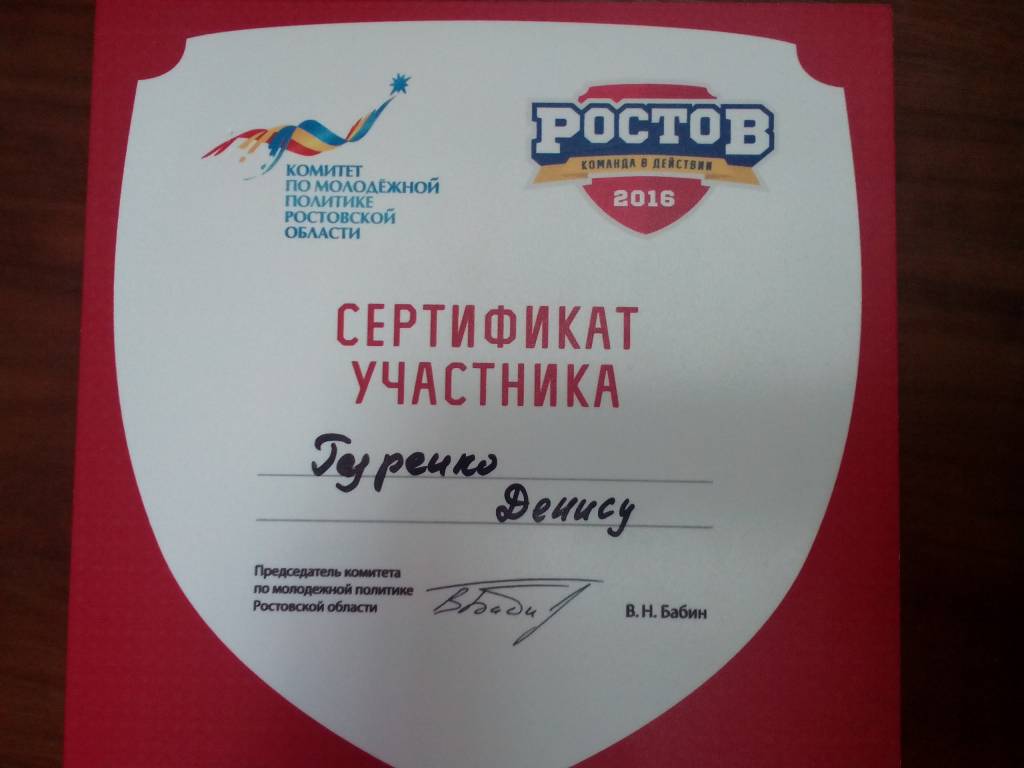 КОМИТЕТ
ПО МОЛОДЁЖНОЙ
ПОЛИТИКЕ
РОСТОВСКОЙ
ОБЛАСТИ
РОСТОВ
КОМАНДА В ДЕЙСТВИИ
2016
СЕРТИФИКАТ
УЧАСТНИКА
Гуренко
Денису
Председатель комитета
по молодежной политике
Ростовской области
В. Н. Бабин